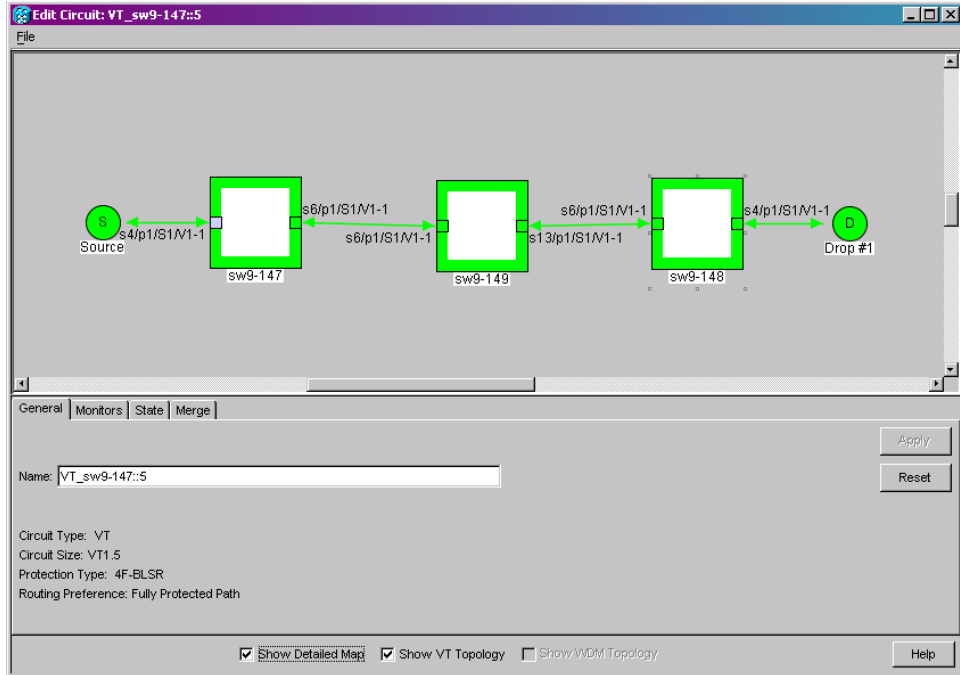 Edit Circuit: VT_sw9-147::5
File
S
Source
s4/p1/S1/V1-1
s6/p1/S1/V1-1
sw9-147
s6/p1/S1/V1-1
sw9-149
s6/p1/S1/V1-1
s13/p1/S1/V1-1
sw9-148
s4/p1/S1/V1-1
D
Drop #1
General
Monitors
State
Merge
Apply
Name: VT_sw9-147::5
Reset
Circuit Type: VT
Circuit Size: VT1.5
Protection Type: 4F-BLSR
Routing Preference: Fully Protected Path
Show Detailed Map
Show VT Topology
Show WDM Topology
Help